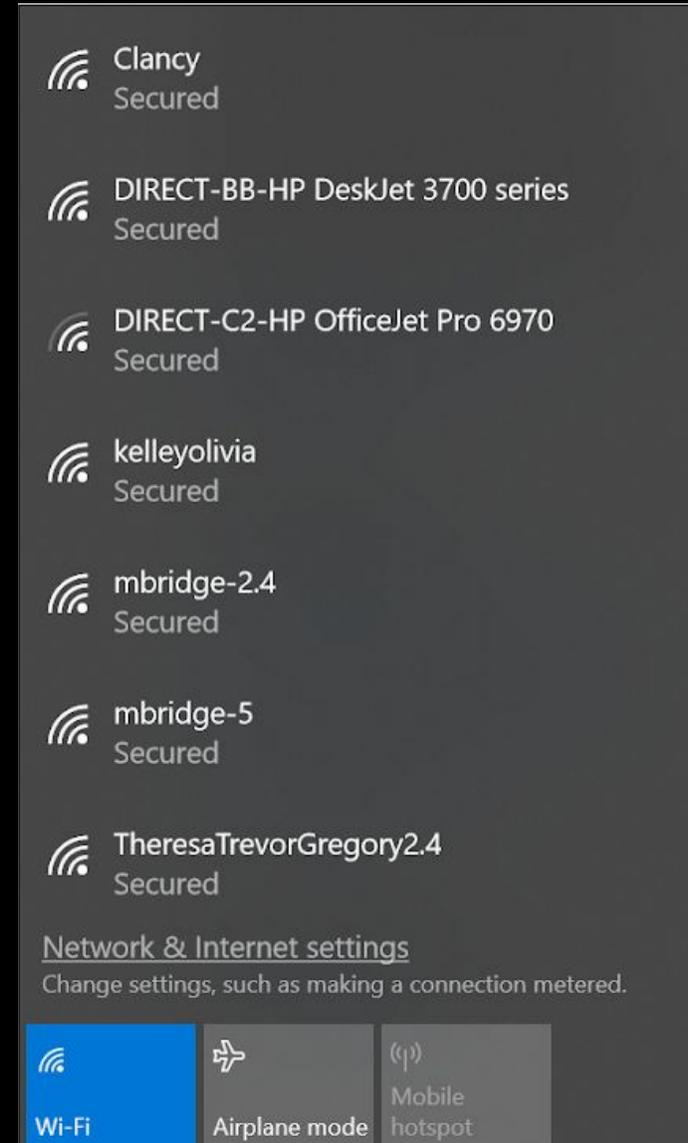 Clancy
Secured
DIRECT-BB-HP DeskJet 3700 series
Secured
DIRECT-C2-HP OfficeJet Pro 6970
Secured
kelleyolivia
Secured
mbridge-2.4
Secured
mbridge-5
Secured
TheresaTrevorGregory2.4
Secured
Network & Internet settings
Change settings, such as making a connection metered.
Wi-Fi
Airplane mode
Mobile
hotspot